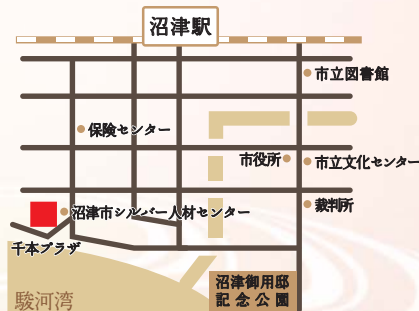 沼津駅
市立図書館
保険センター
市役所
市立文化センター
沼津市シルバー人材センター
裁判所
千本プラザ
沼津御用邸
記念公園
駿河湾